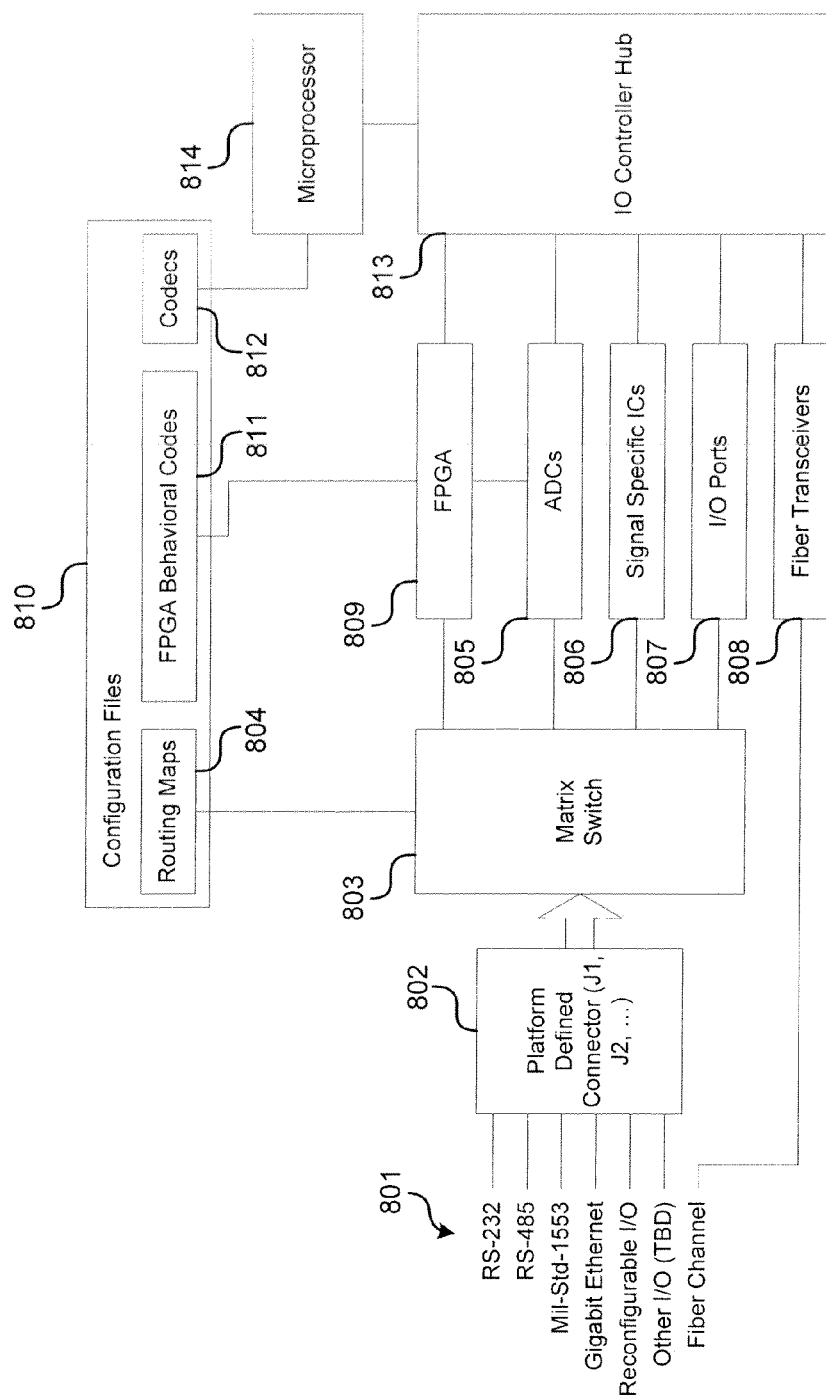 810
Configuration Files
Routing Maps
804
FPGA Behavioral Codes
811
Codecs
812
814
Microprocessor
801
RS-232
RS-485
Mil-Std-1553
Gigabit Ethernet
Reconfigurable I/O
Other I/O (TBD)
Fiber Channel
802
Platform
Defined
Connector (J1,
J2, ...)
803
Matrix
Switch
809
FPGA
805
ADCs
806
Signal Specific ICs
807
I/O Ports
808
Fiber Transceivers
813
IO Controller Hub